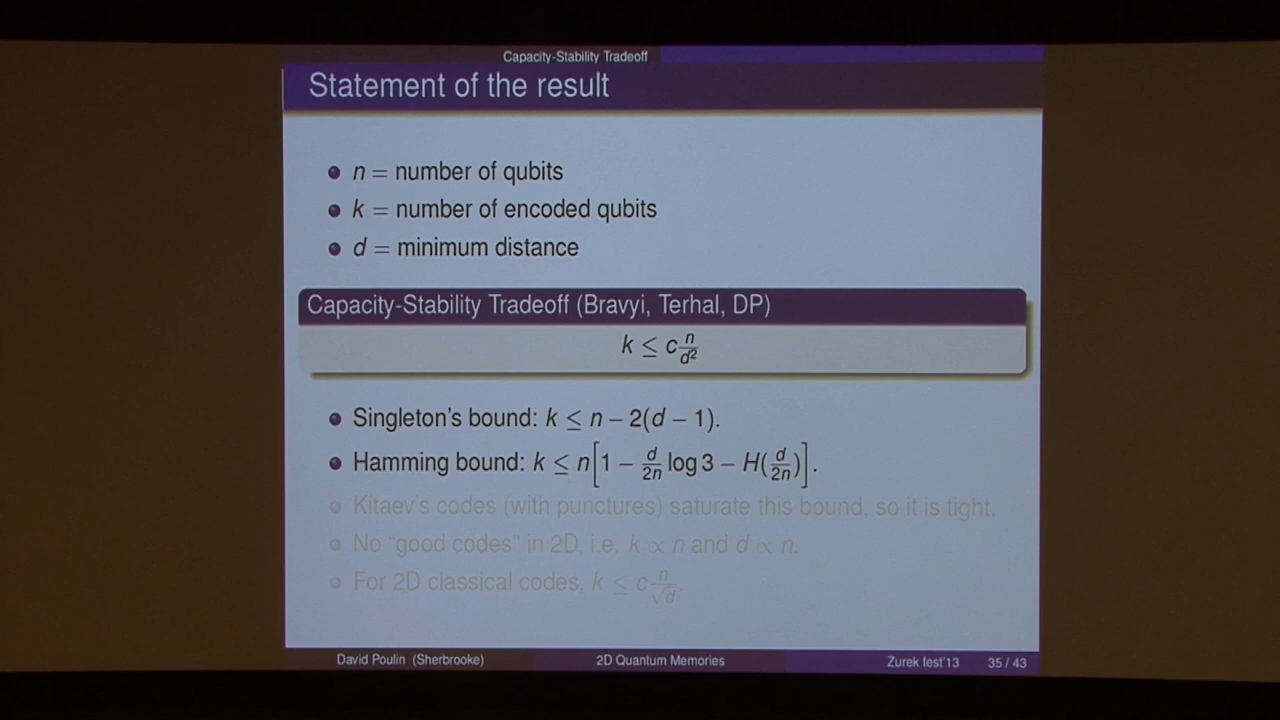 Capacity-Stability Tradeoff
Statement of the result
n = number of qubits
k = number of encoded qubits
d = minimum distance
Capacity-Stability Tradeoff (Bravyi, Terhal, DP)
k ≤ c n/d²
Singleton's bound: k ≤ n − 2(d − 1).
Hamming bound: k ≤ n[1 − d/2n log 3 − H(d/2n)].
Kitaev's codes (with punctures) saturate this bound, so it is tight.
No "good codes" in 2D, i.e. k ∝ n and d ∝ n.
For 2D classical codes, k ≤ c n/√d.
David Poulin (Sherbrooke) 2D Quantum Memories Zurek fest'13 35 / 43